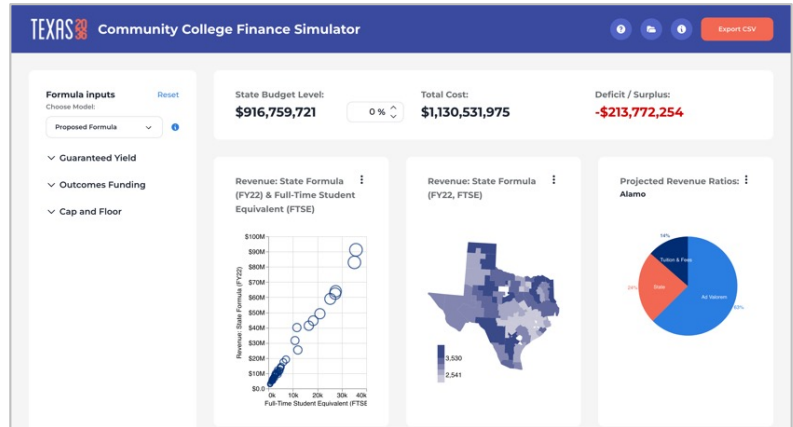 TEXAS 2036 Community College Finance Simulator
Export CSV
Formula inputs Reset
Choose Model:
Proposed Formula
Guaranteed Yield
Outcomes Funding
Cap and Floor
State Budget Level: Total Cost: Deficit / Surplus:
$916,759,721 0 % $1,130,531,975 -$213,772,254
Revenue: State Formula
(FY22) & Full-Time Student
Equivalent (FTSE)
$100M
$90M
$80M
$70M
$60M
$50M
$40M
$30M
$20M
$10M
$0.0
Revenue: State Formula (FY22)
0k 10k 20k 30k 40k
Full-Time Student Equivalent (FTSE
Revenue: State Formula
(FY22, FTSE)
3,530
2,541
Projected Revenue Ratios:
Alamo
14%
Tuition & Fees
State
Ad Valorem
63%